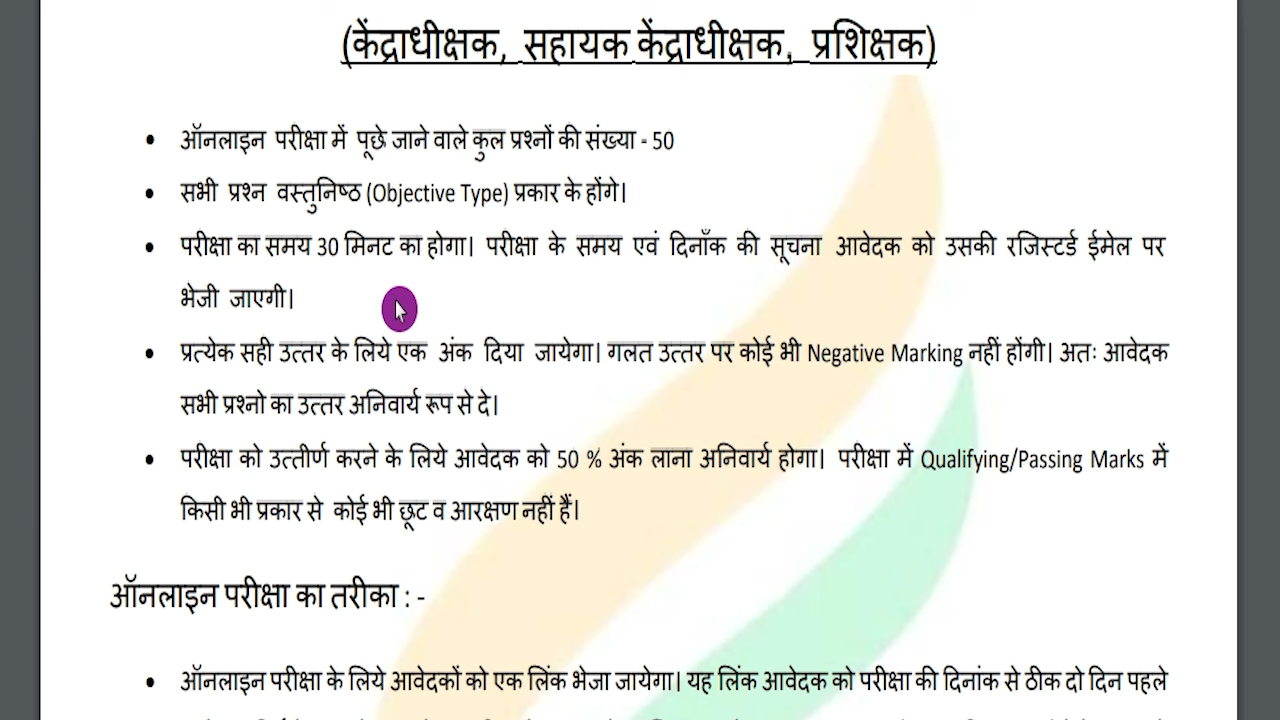 (केंद्राधीक्षक, सहायक केंद्राधीक्षक, प्रशिक्षक)
• ऑनलाइन परीक्षा में पूछे जाने वाले कुल प्रश्नों की संख्या - 50
• सभी प्रश्न वस्तुनिष्ठ (Objective Type) प्रकार के होंगे।
• परीक्षा का समय 30 मिनट का होगा। परीक्षा के समय एवं दिनाँक की सूचना आवेदक को उसकी रजिस्टर्ड ईमेल पर
भेजी जाएगी।
• प्रत्येक सही उत्तर के लिये एक अंक दिया जायेगा। गलत उत्तर पर कोई भी Negative Marking नहीं होंगी। अतः आवेदक
सभी प्रश्नो का उत्तर अनिवार्य रूप से दे।
• परीक्षा को उत्तीर्ण करने के लिये आवेदक को 50 % अंक लाना अनिवार्य होगा। परीक्षा में Qualifying/Passing Marks में
किसी भी प्रकार से कोई भी छूट व आरक्षण नहीं हैं।
ऑनलाइन परीक्षा का तरीका : -
• ऑनलाइन परीक्षा के लिये आवेदकों को एक लिंक भेजा जायेगा। यह लिंक आवेदक को परीक्षा की दिनांक से ठीक दो दिन पहले